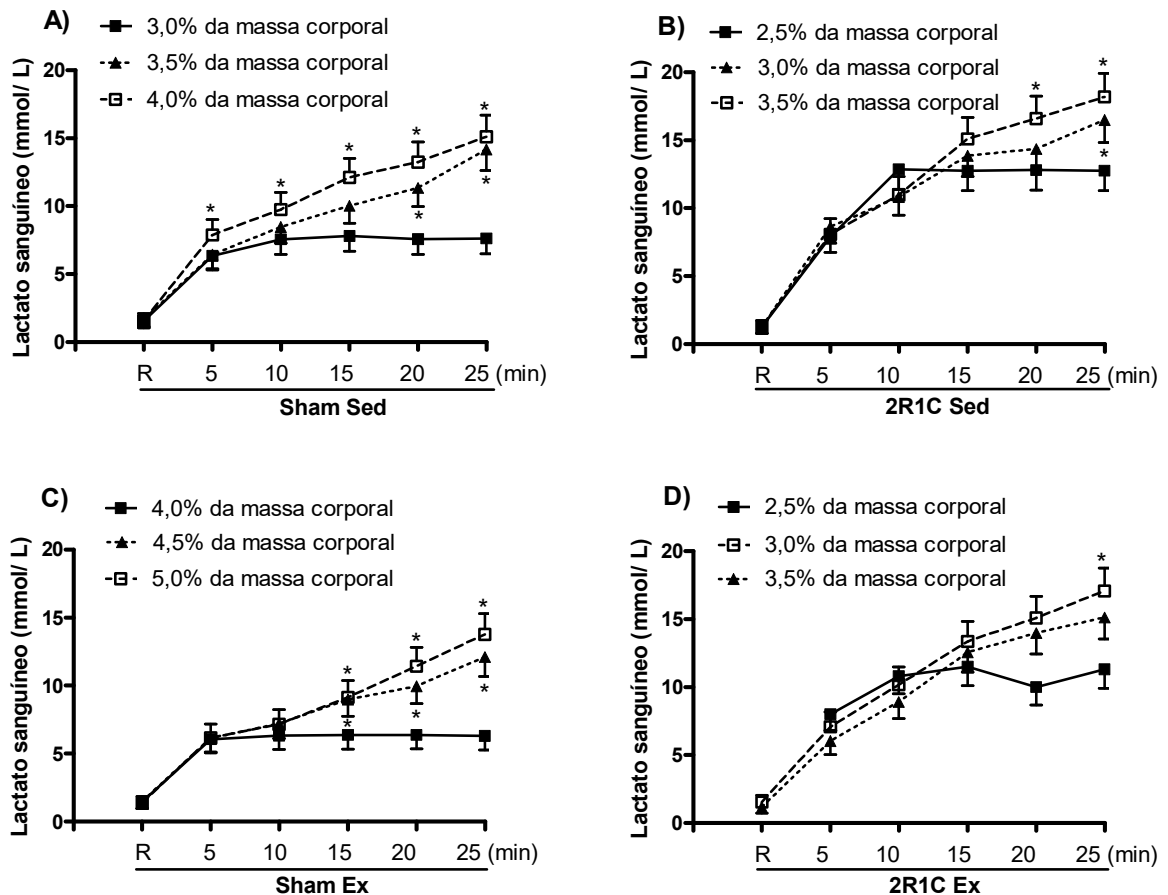 A)
3,0% da massa corporal
3,5% da massa corporal
4,0% da massa corporal
Lactato sanguíneo (mmol/ L)
20
15
10
5
0
* * * * *
* *
R 5 10 15 20 25 (min)
Sham Sed
B)
2,5% da massa corporal
3,0% da massa corporal
3,5% da massa corporal
Lactato sanguíneo (mmol/ L)
20
15
10
5
0
* *
*
R 5 10 15 20 25 (min)
2R1C Sed
C)
4,0% da massa corporal
4,5% da massa corporal
5,0% da massa corporal
Lactato sanguíneo (mmol/ L)
20
15
10
5
0
* * *
* * *
R 5 10 15 20 25 (min)
Sham Ex
D)
2,5% da massa corporal
3,0% da massa corporal
3,5% da massa corporal
Lactato sanguíneo (mmol/ L)
20
15
10
5
0
*
R 5 10 15 20 25 (min)
2R1C Ex